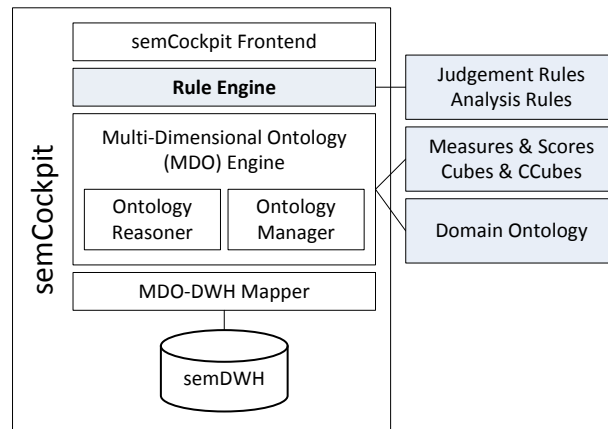 semCockpit
semCockpit Frontend
Rule Engine
Multi-Dimensional Ontology
(MDO) Engine
Ontology
Reasoner
Ontology
Manager
MDO-DWH Mapper
semDWH
Judgement Rules
Analysis Rules
Measures & Scores
Cubes & CCubes
Domain Ontology